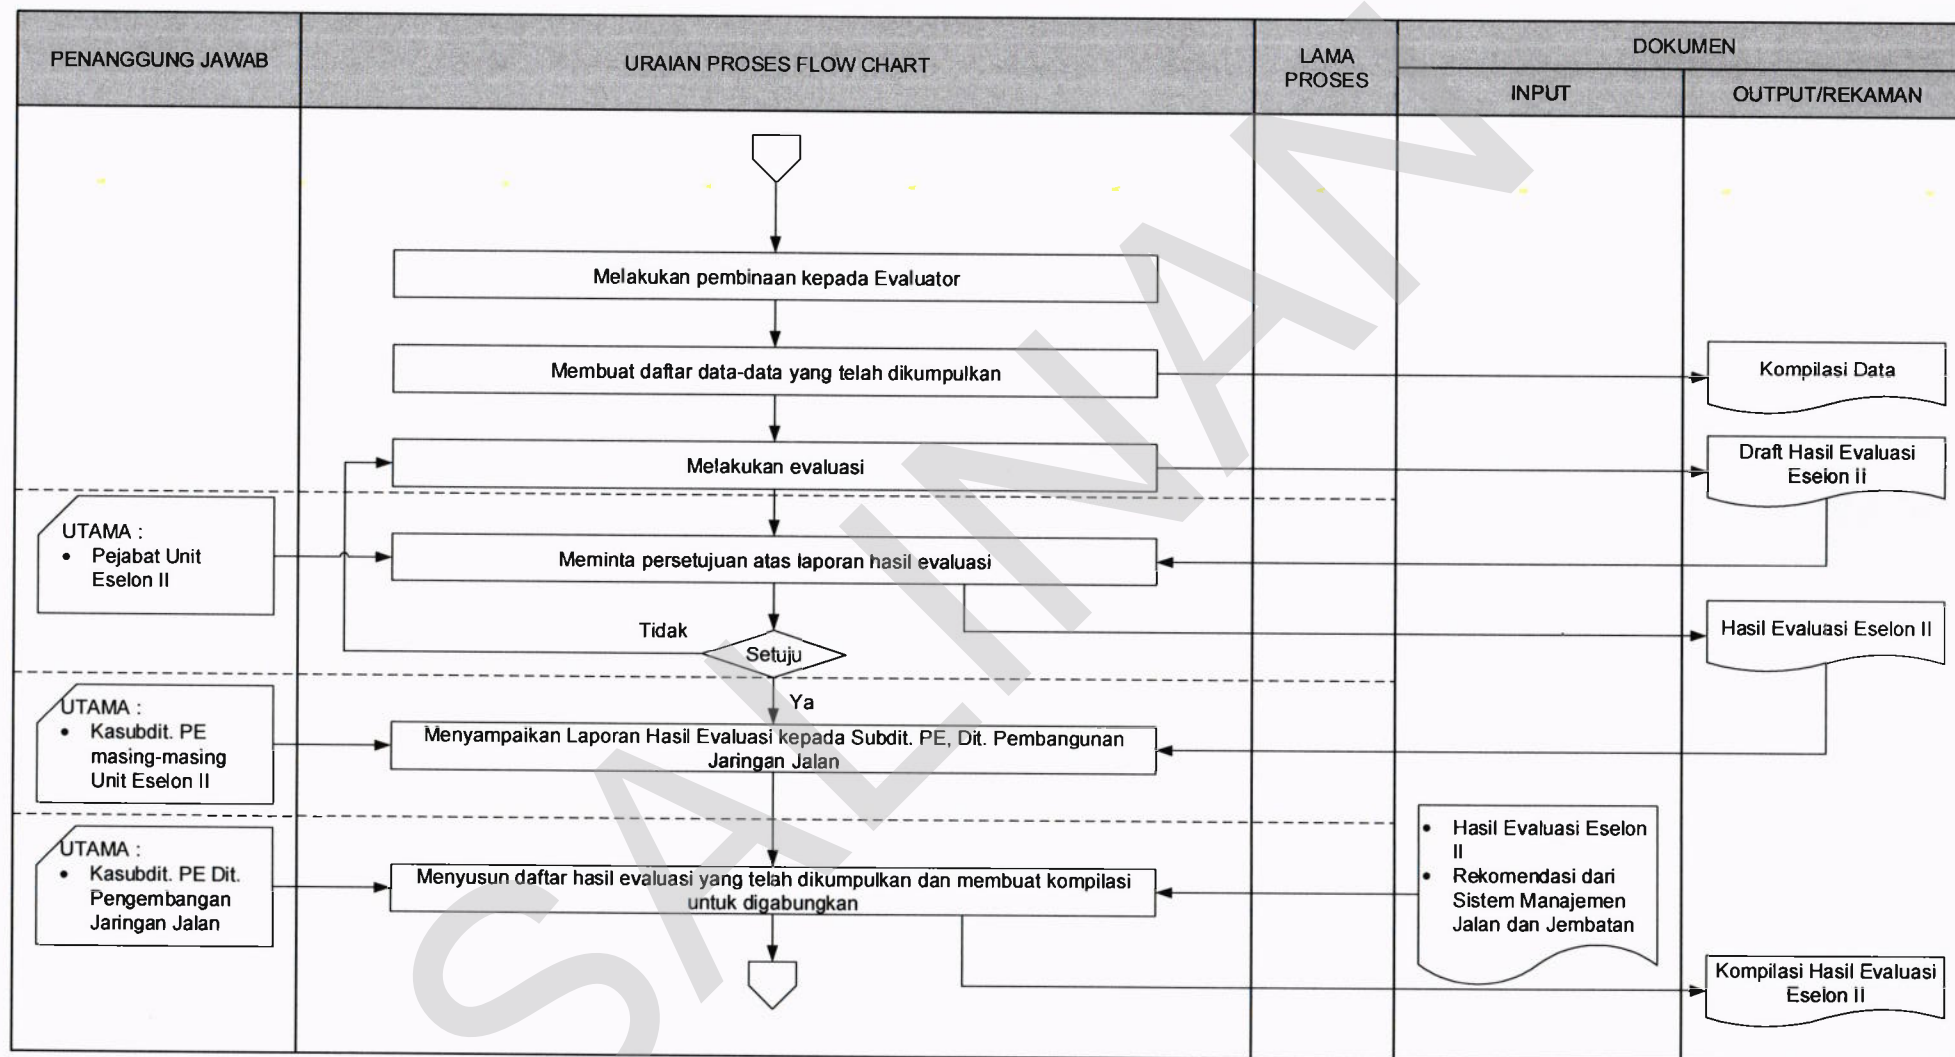 PENANGGUNG JAWAB
URAIAN PROSES FLOW CHART
LAMA
PROSES
DOKUMEN
INPUT
OUTPUT/REKAMAN
Melakukan pembinaan kepada Evaluator
Membuat daftar data-data yang telah dikumpulkan
Kompilasi Data
Melakukan evaluasi
Draft Hasil Evaluasi
Eselon II
UTAMA :
• Pejabat Unit
Eselon II
Meminta persetujuan atas laporan hasil evaluasi
Tidak
Setuju
Hasil Evaluasi Eselon II
Ya
UTAMA :
• Kasubdit. PE
masing-masing
Unit Eselon II
Menyampaikan Laporan Hasil Evaluasi kepada Subdit. PE, Dit. Pembangunan
Jaringan Jalan
UTAMA :
• Kasubdit. PE Dit.
Pengembangan
Jaringan Jalan
Menyusun daftar hasil evaluasi yang telah dikumpulkan dan membuat kompilasi
untuk digabungkan
• Hasil Evaluasi Eselon
II
• Rekomendasi dari
Sistem Manajemen
Jalan dan Jembatan
Kompilasi Hasil Evaluasi
Eselon II
SALINAN